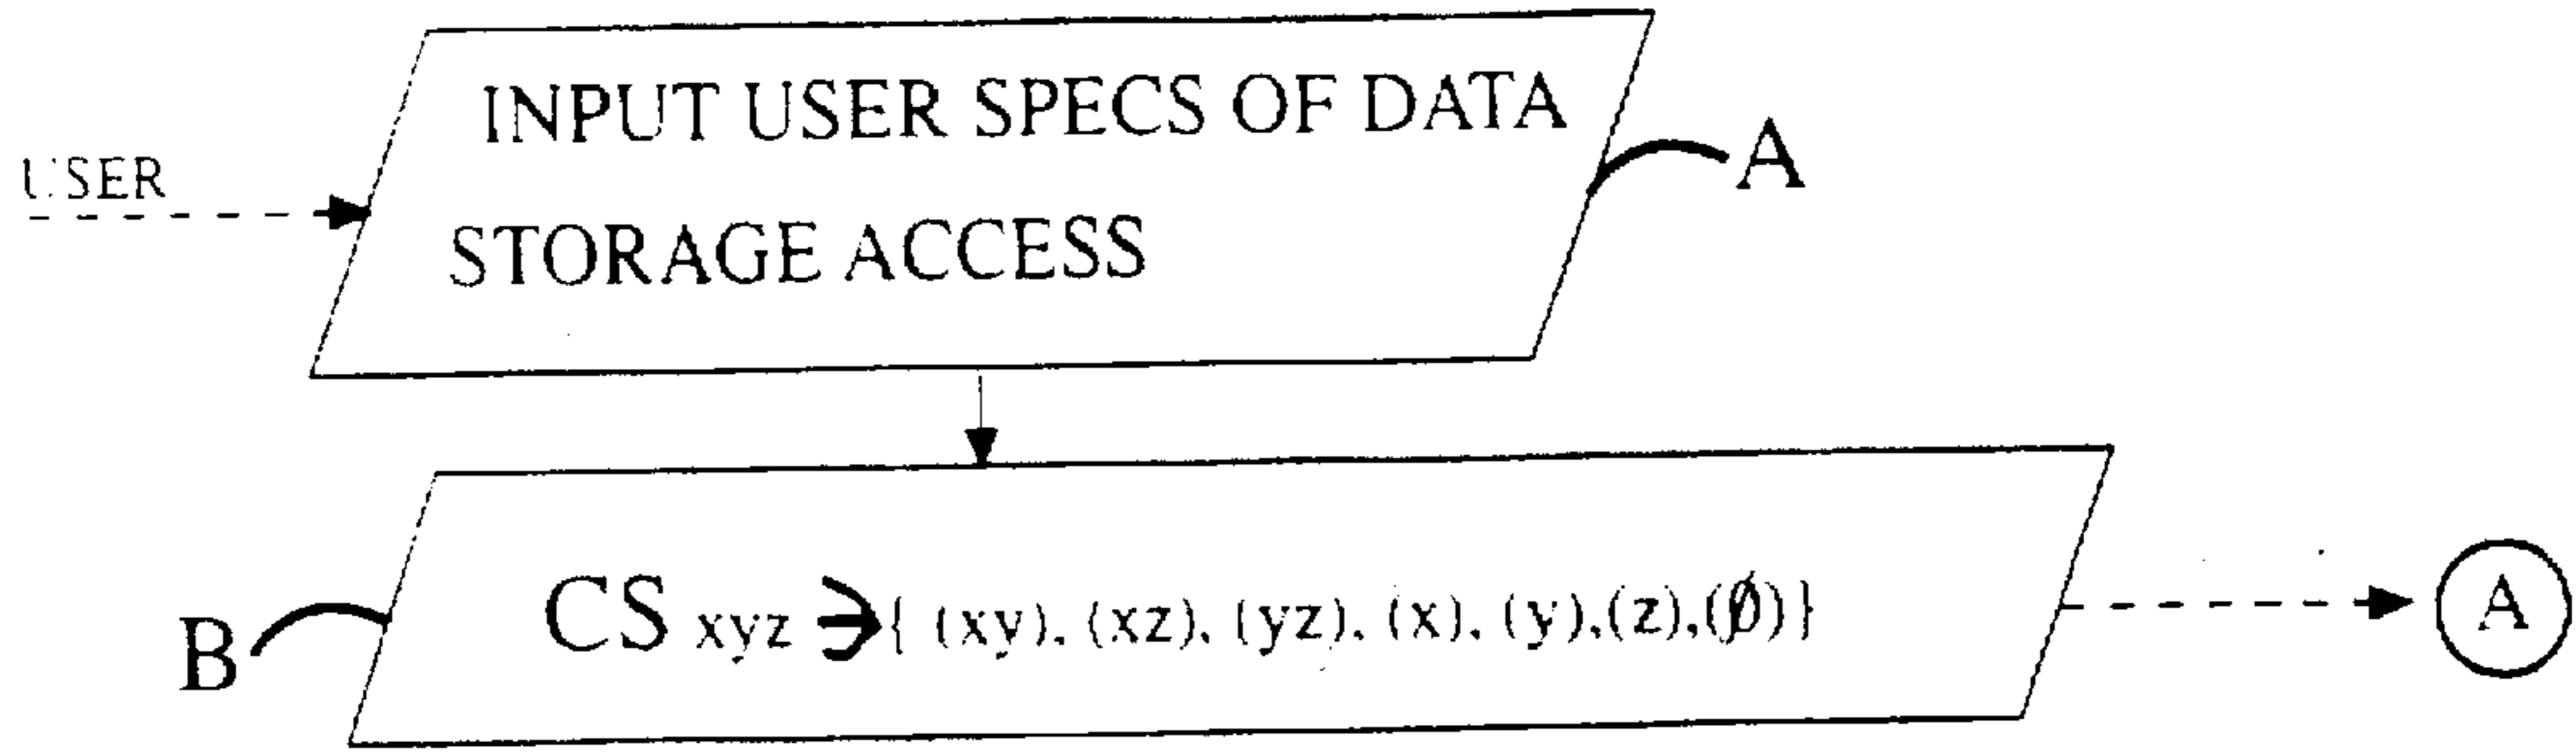 INPUT USER SPECS OF DATA
USER
A
STORAGE ACCESS
B
CS xyz ∋{ (xy), (xz), (yz), (x), (y),(z),(ø)}
A